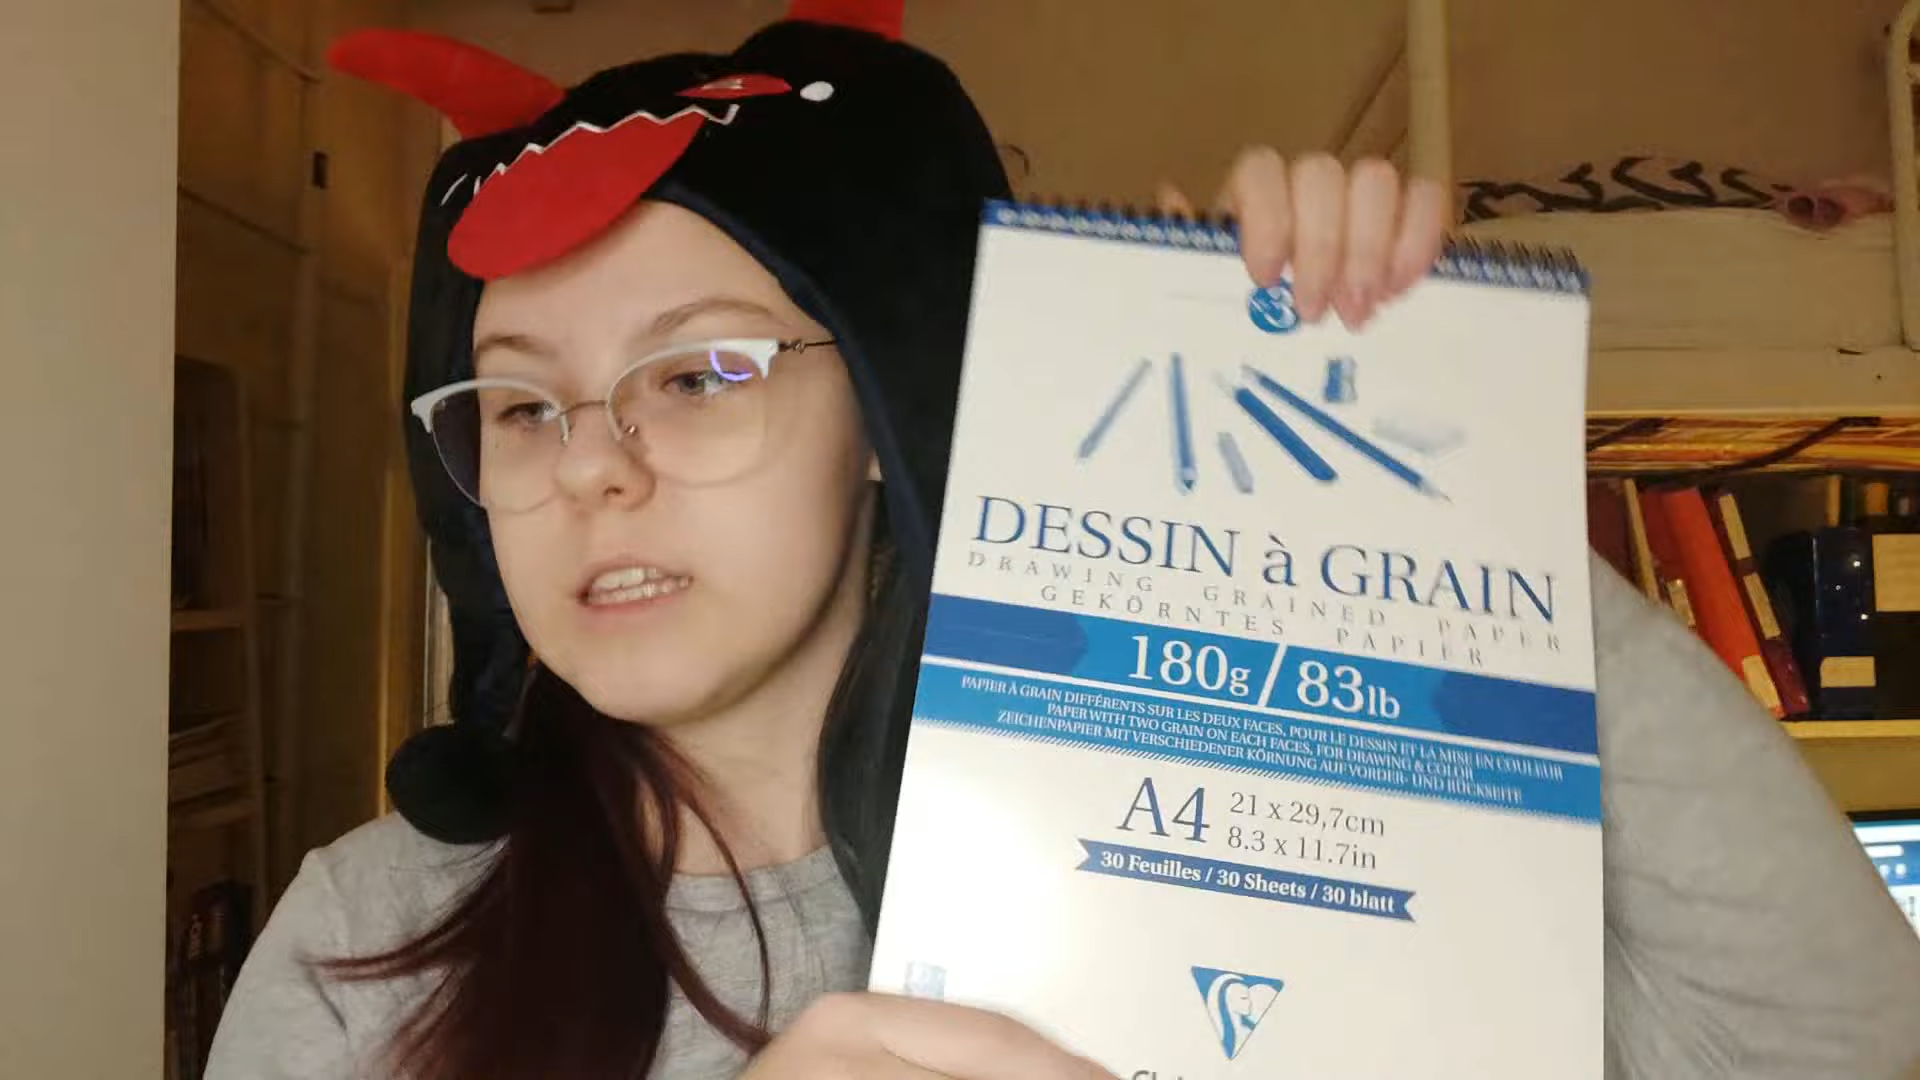 DESSIN à GRAIN
DRAWING GRAINED PAPER
GEKÖRNTES PAPIER
180g / 83lb
PAPIER À GRAIN DIFFÉRENTS SUR LES DEUX FACES, POUR LE DESSIN ET LA MISE EN COULEUR
PAPER WITH TWO GRAIN ON EACH FACES, FOR DRAWING & COLOR
ZEICHENPAPIER MIT VERSCHIEDENER KÖRNUNG AUF VORDER- UND RÜCKSEITE
A4
21 x 29,7cm
8.3 x 11.7in
30 Feuilles / 30 Sheets / 30 blatt